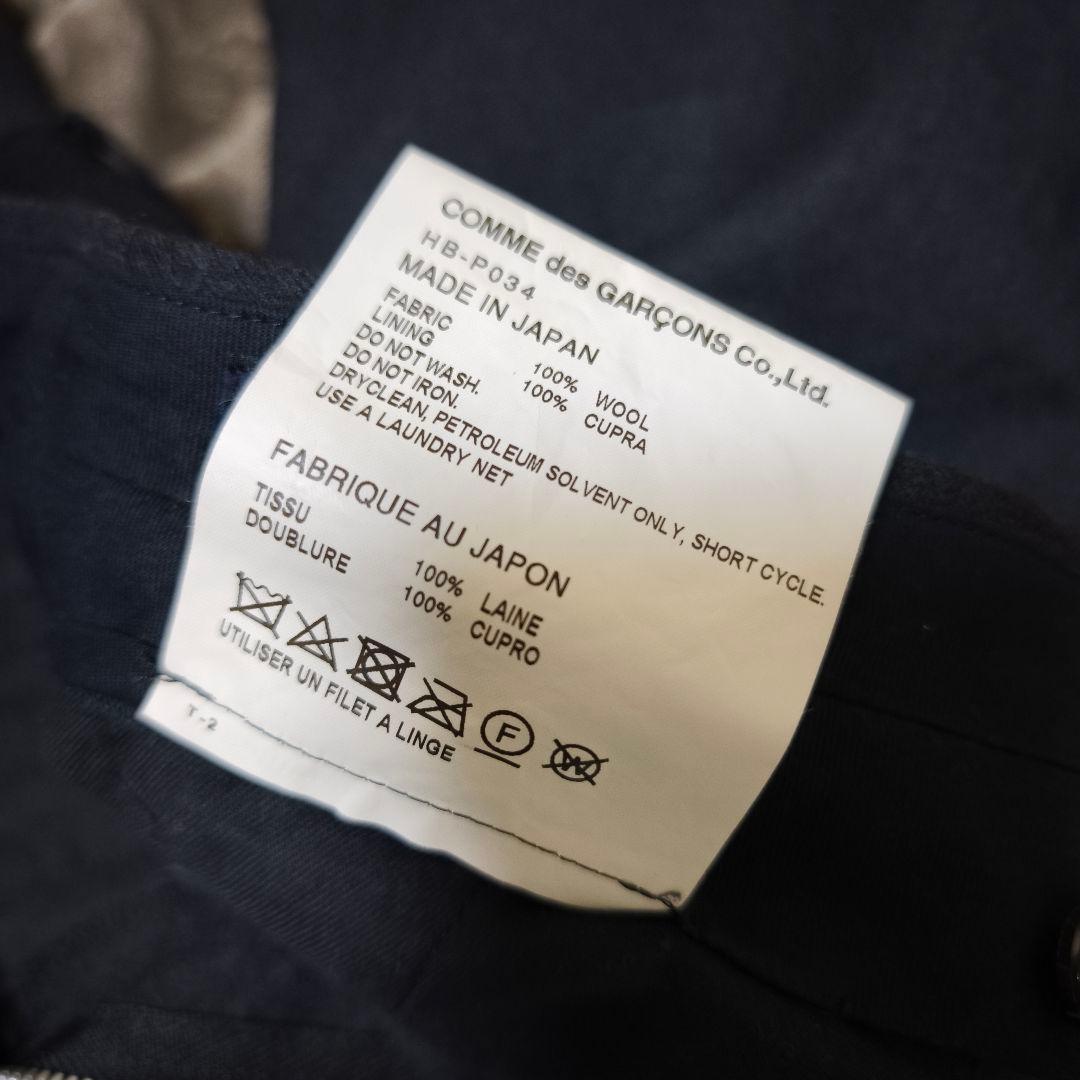 COMME des GARÇONS Co.,Ltd.
HB-P034
MADE IN JAPAN
FABRIC 100% WOOL
LINING 100% CUPRA
DO NOT WASH.
DO NOT IRON.
DRYCLEAN, PETROLEUM SOLVENT ONLY, SHORT CYCLE.
USE A LAUNDRY NET
FABRIQUE AU JAPON
TISSU 100% LAINE
DOUBLURE 100% CUPRO
F W
UTILISER UN FILET A LINGE
T-2